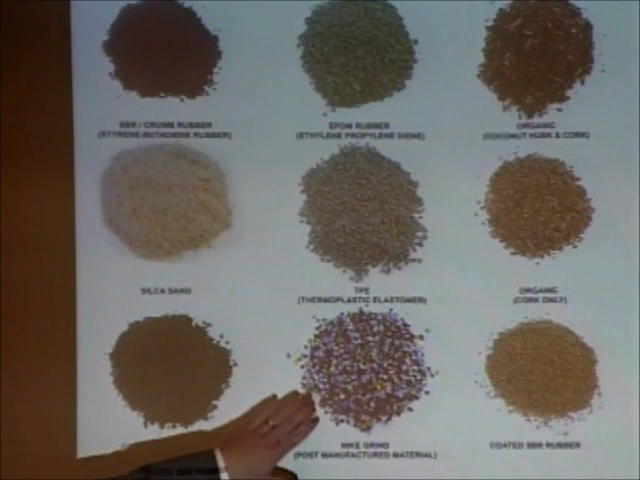 SBR / CRUMB RUBBER
(STYRENE-BUTADIENE RUBBER)
EPDM RUBBER
(ETHYLENE PROPYLENE DIENE)
ORGANIC
(COCONUT HUSK & CORK)
SILCA SAND
TPE
(THERMOPLASTIC ELASTOMER)
ORGANIC
(CORK ONLY)
NIKE GRIND
(POST MANUFACTURED MATERIAL)
COATED SBR RUBBER